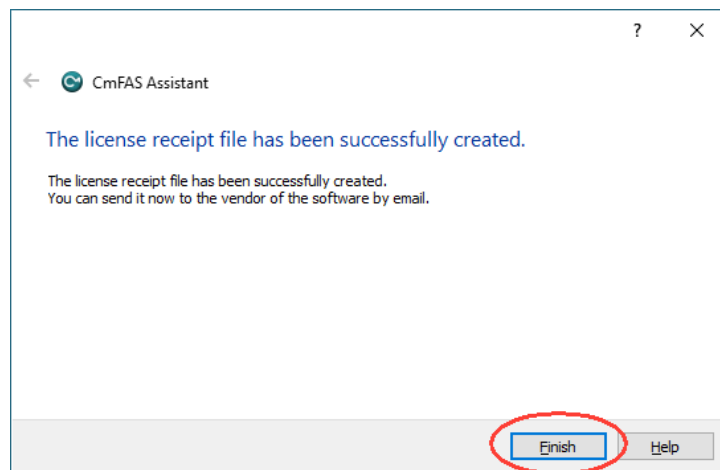 ?
CmFAS Assistant
The license receipt file has been successfully created.
The license receipt file has been successfully created.
You can send it now to the vendor of the software by email.
Finish Help